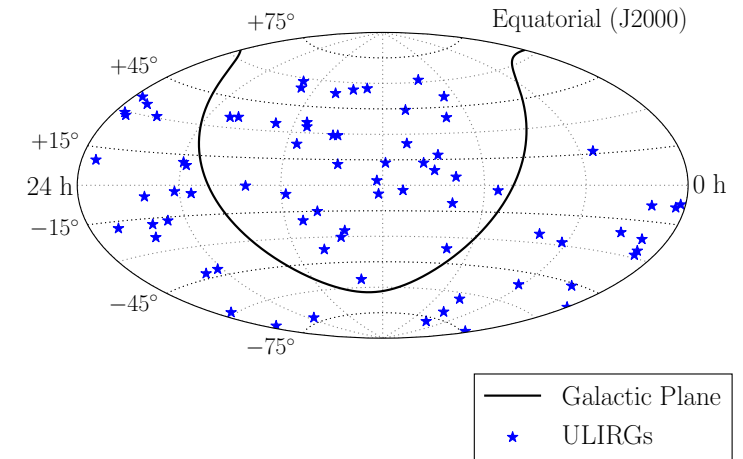 Equatorial (J2000)
+75°
+45°
+15°
24 h
0 h
−15°
−45°
−75°
Galactic Plane
ULIRGs